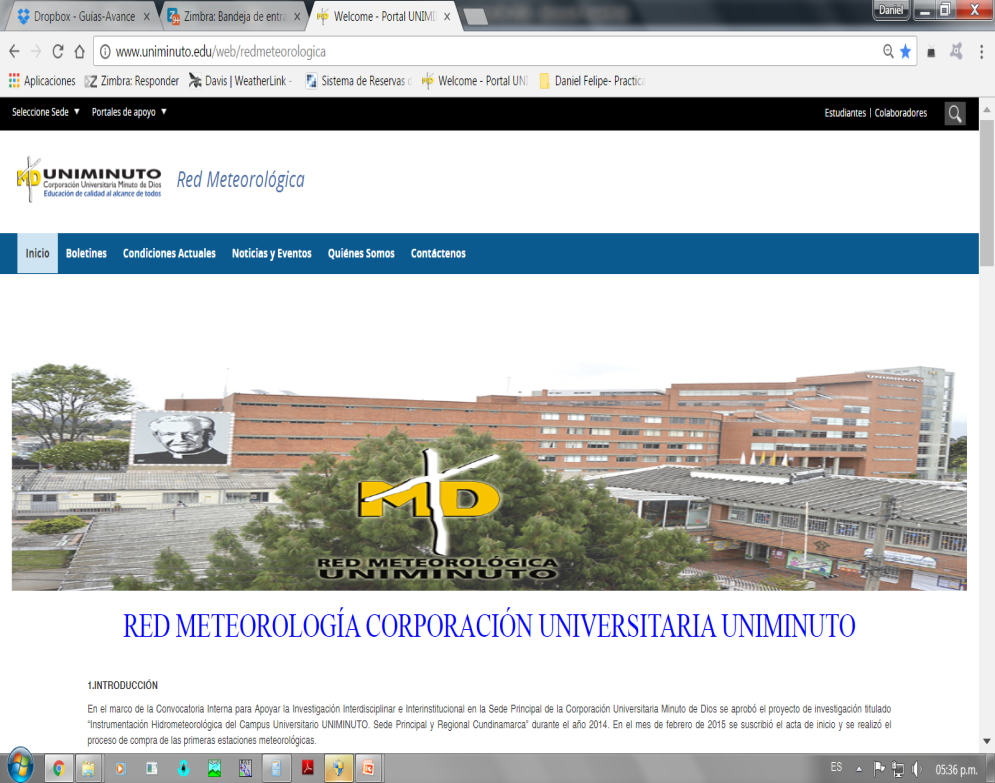 Daniel
Dropbox - Guías-Avance
Zimbra: Bandeja de entra
Welcome - Portal UNIMI
www.uniminuto.edu/web/redmeteorologica
Aplicaciones
Zimbra: Responder
Davis | WeatherLink -
Sistema de Reservas d
Welcome - Portal UNI
Daniel Felipe- Practica
Seleccione Sede
Portales de apoyo
Estudiantes | Colaboradores
MD UNIMINUTO
Corporación Universitaria Minuto de Dios
Educación de calidad al alcance de todos
Red Meteorológica
Inicio
Boletines
Condiciones Actuales
Noticias y Eventos
Quiénes Somos
Contáctenos
UNIMINUTO
MD
RED METEOROLÓGICA
UNIMINUTO
RED METEOROLOGÍA CORPORACIÓN UNIVERSITARIA UNIMINUTO
1.INTRODUCCIÓN
En el marco de la Convocatoria Interna para Apoyar la Investigación Interdisciplinar e Interinstitucional en la Sede Principal de la Corporación Universitaria Minuto de Dios se aprobó el proyecto de investigación titulado
"Instrumentación Hidrometeorológica del Campus Universitario UNIMINUTO. Sede Principal y Regional Cundinamarca" durante el año 2014. En el mes de febrero de 2015 se suscribió el acta de inicio y se realizó el
proceso de compra de las primeras estaciones meteorológicas.
ES
05:36 p.m.